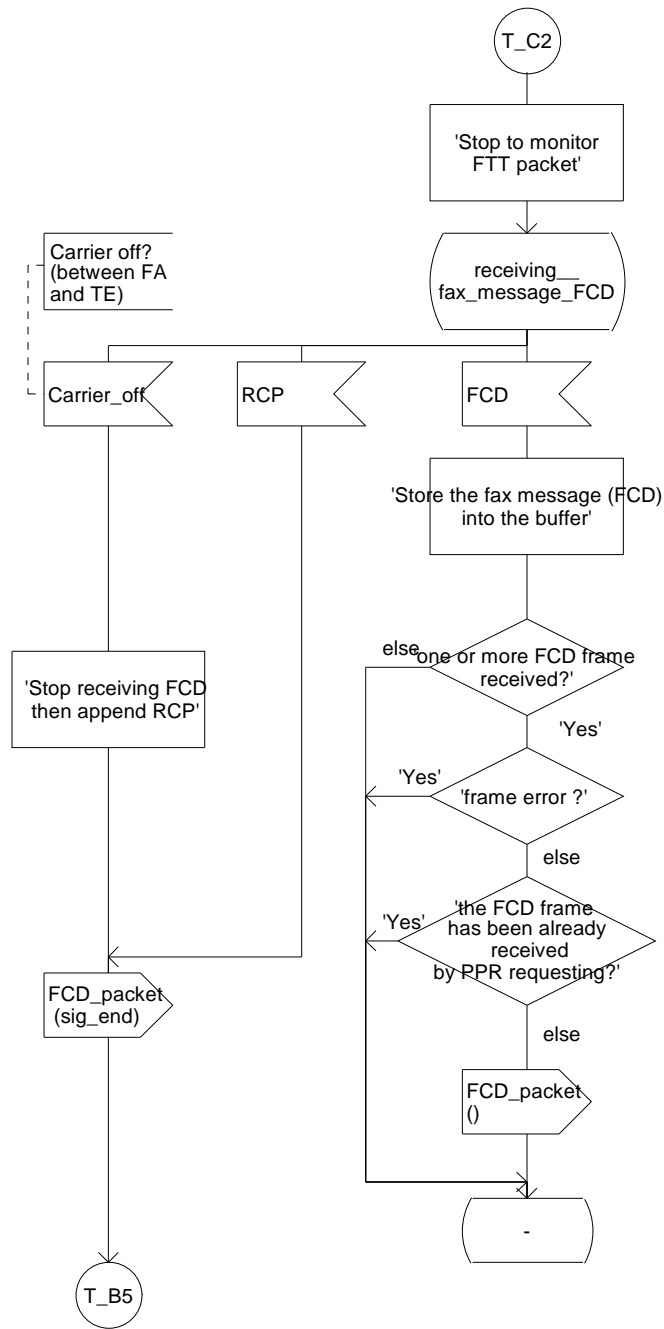 T_C2
'Stop to monitor
FTT packet'
Carrier off?
(between FA
and TE)
receiving__
fax_message_FCD
Carrier_off
RCP
FCD
'Store the fax message (FCD)
into the buffer'
else
'one or more FCD frame
received?'
'Stop receiving FCD
then append RCP'
'Yes'
'Yes'
'frame error ?'
else
'Yes'
'the FCD frame
has been already
received
by PPR requesting?'
FCD_packet
(sig_end)
else
FCD_packet
()
-
T_B5